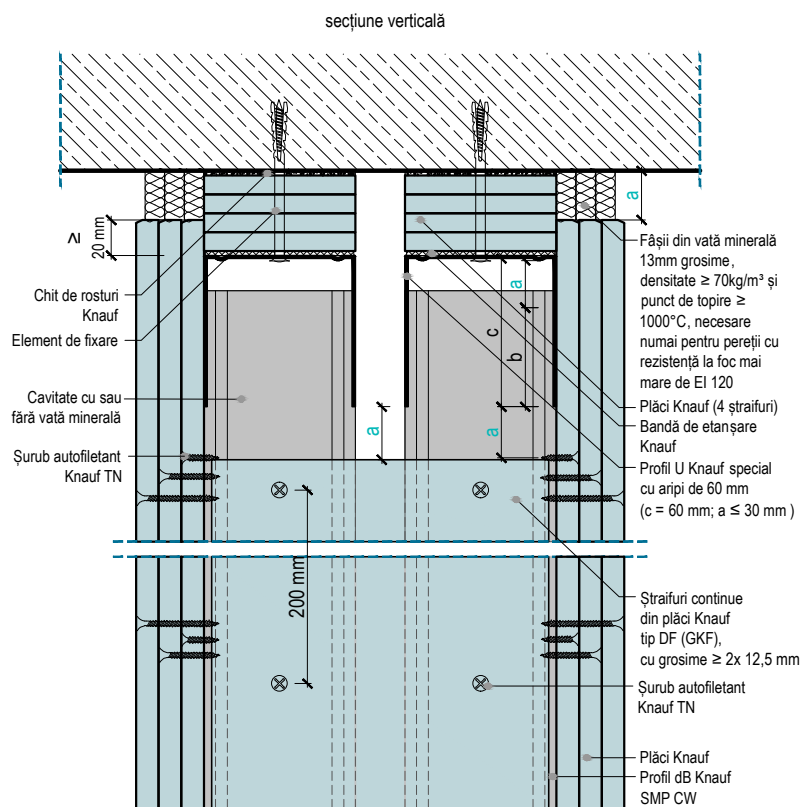 secțiune verticală
a
≥
20 mm
Chit de rosturi
Knauf
Element de fixare
Cavitate cu sau
fără vată minerală
Șurub autofiletant
Knauf TN
a
c
b
a
a
200 mm
Fâșii din vată minerală
13mm grosime,
densitate ≥ 70kg/m³ și
punct de topire ≥
1000°C, necesare
numai pentru pereții cu
rezistență la foc mai
mare de EI 120
Plăci Knauf (4 ștraifuri)
Bandă de etanșare
Knauf
Profil U Knauf special
cu aripi de 60 mm
(c = 60 mm; a ≤ 30 mm )
Ștraifuri continue
din plăci Knauf
tip DF (GKF),
cu grosime ≥ 2x 12,5 mm
Șurub autofiletant
Knauf TN
Plăci Knauf
Profil dB Knauf
SMP CW